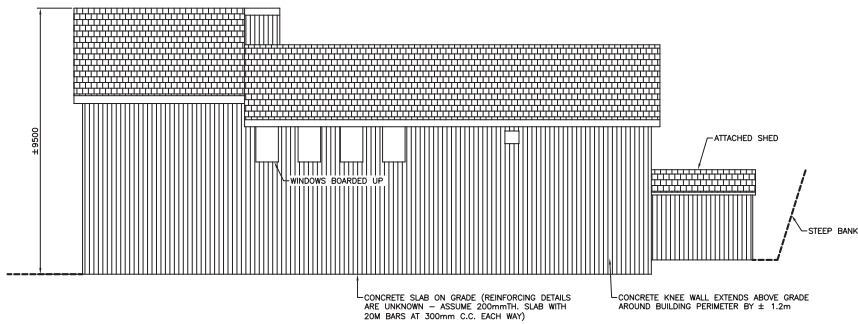 ±9500
ATTACHED SHED
WINDOWS BOARDED UP
STEEP BANK
CONCRETE SLAB ON GRADE (REINFORCING DETAILS
ARE UNKNOWN – ASSUME 200mmTH. SLAB WITH
20M BARS AT 300mm C.C. EACH WAY)
CONCRETE KNEE WALL EXTENDS ABOVE GRADE
AROUND BUILDING PERIMETER BY ± 1.2m